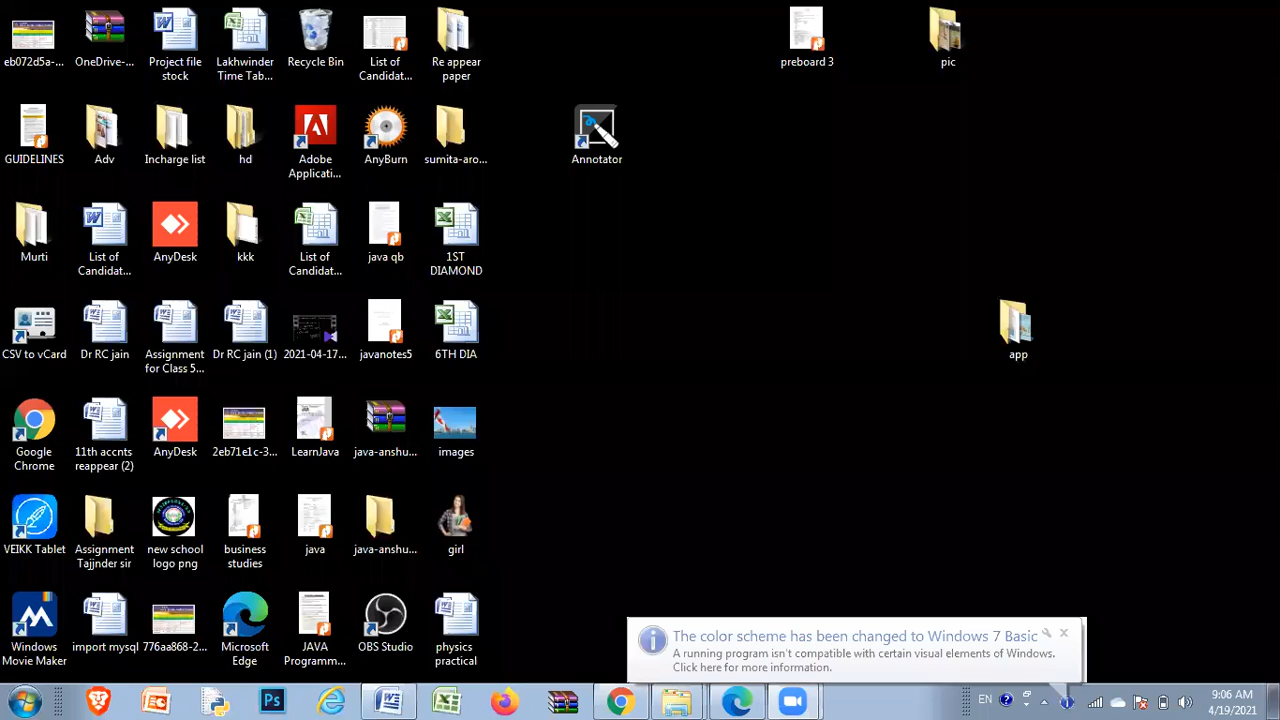 eb072d5a-...
OneDrive-...
Project file
stock
Lakhwinder
Time Tab...
Recycle Bin
List of
Candidat...
Re appear
paper
preboard 3
pic
GUIDELINES
Adv
Incharge list
hd
Adobe
Applicati...
AnyBurn
sumita-aro...
Annotator
Murti
List of
Candidat...
AnyDesk
kkk
List of
Candidat...
java qb
1ST
DIAMOND
CSV to vCard
Dr RC jain
Assignment
for Class 5...
Dr RC jain (1)
2021-04-17...
javanotes5
6TH DIA
app
Google
Chrome
11th accnts
reappear (2)
AnyDesk
2eb71e1c-3...
LearnJava
java-anshu...
images
VEIKK Tablet
Assignment
Tajjnder sir
new school
logo png
business
studies
java
java-anshu...
girl
Windows
Movie Maker
import mysql
776aa868-2...
Microsoft
Edge
JAVA
Programm...
OBS Studio
physics
practical
The color scheme has been changed to Windows 7 Basic
A running program isn't compatible with certain visual elements of Windows.
Click here for more information.
EN
9:06 AM
4/19/2021